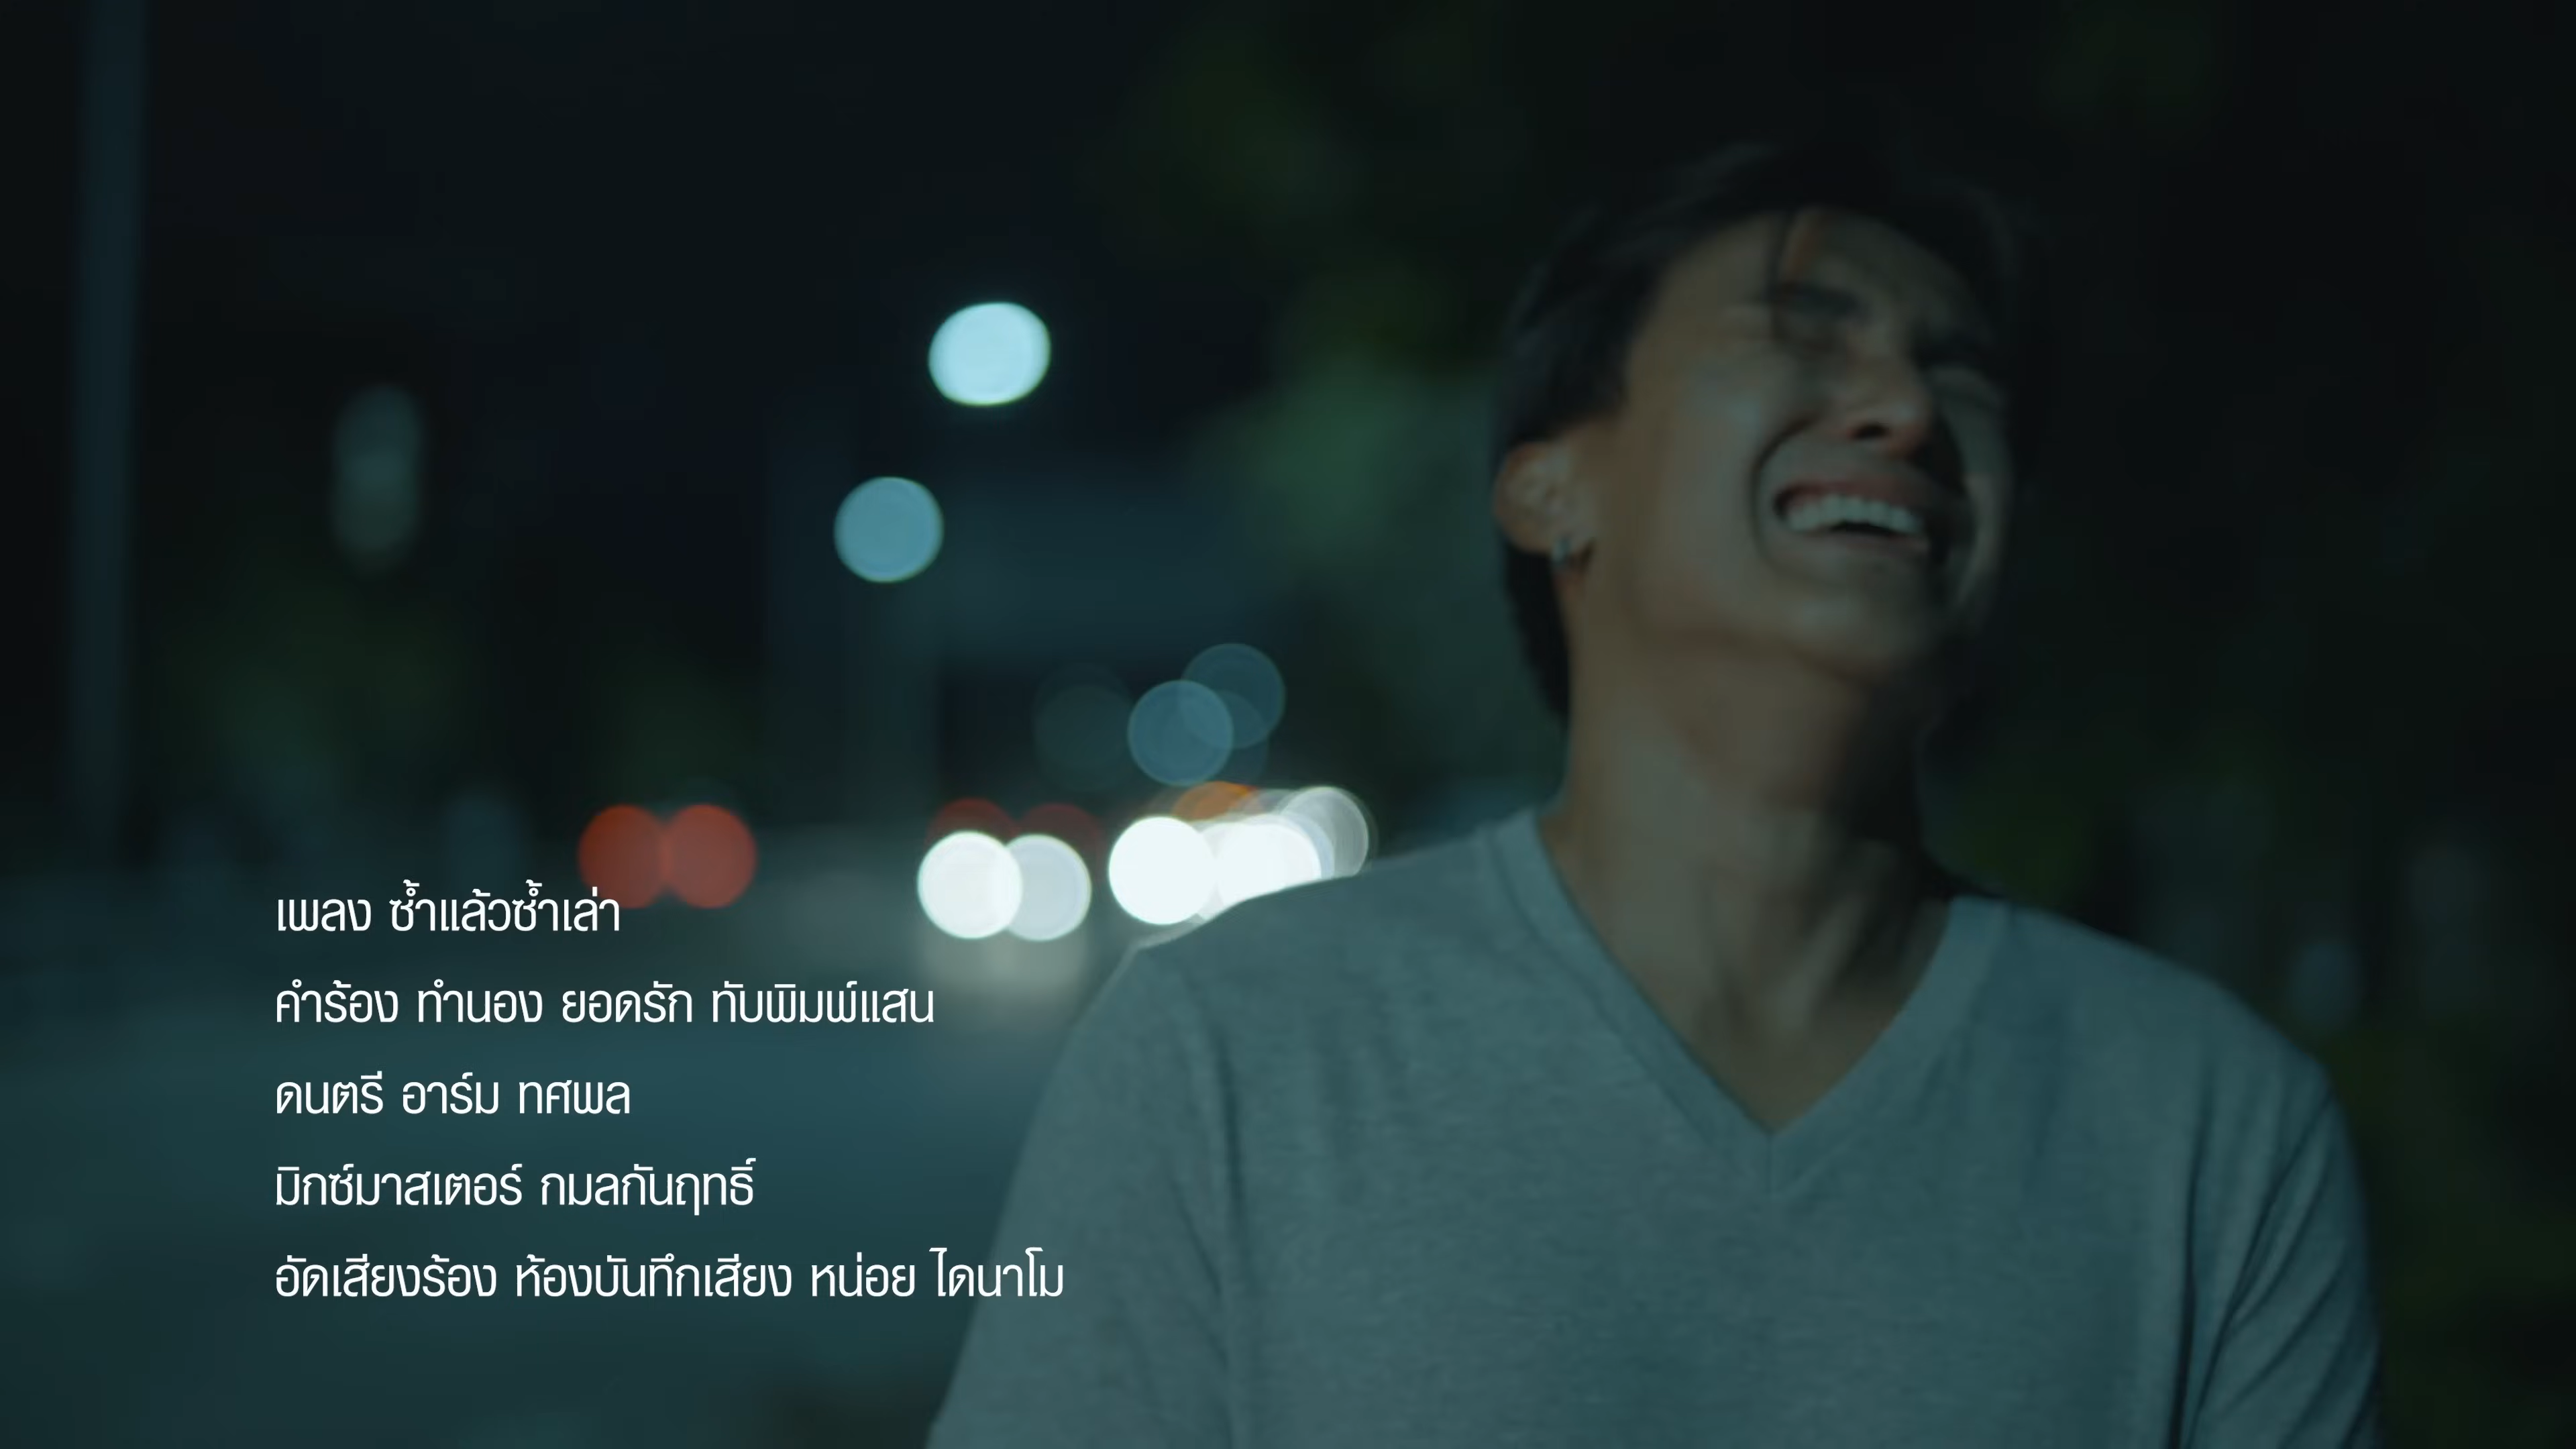 เพลง ซ้ำแล้วซ้ำเล่า
คำร้อง ทำนอง ยอดรัก ทับพิมพ์แสน
ดนตรี อาร์ม ทศพล
มิกซ์มาสเตอร์ กมลกันฤทธิ์
อัดเสียงร้อง ห้องบันทึกเสียง หน่อย ไดนาโม